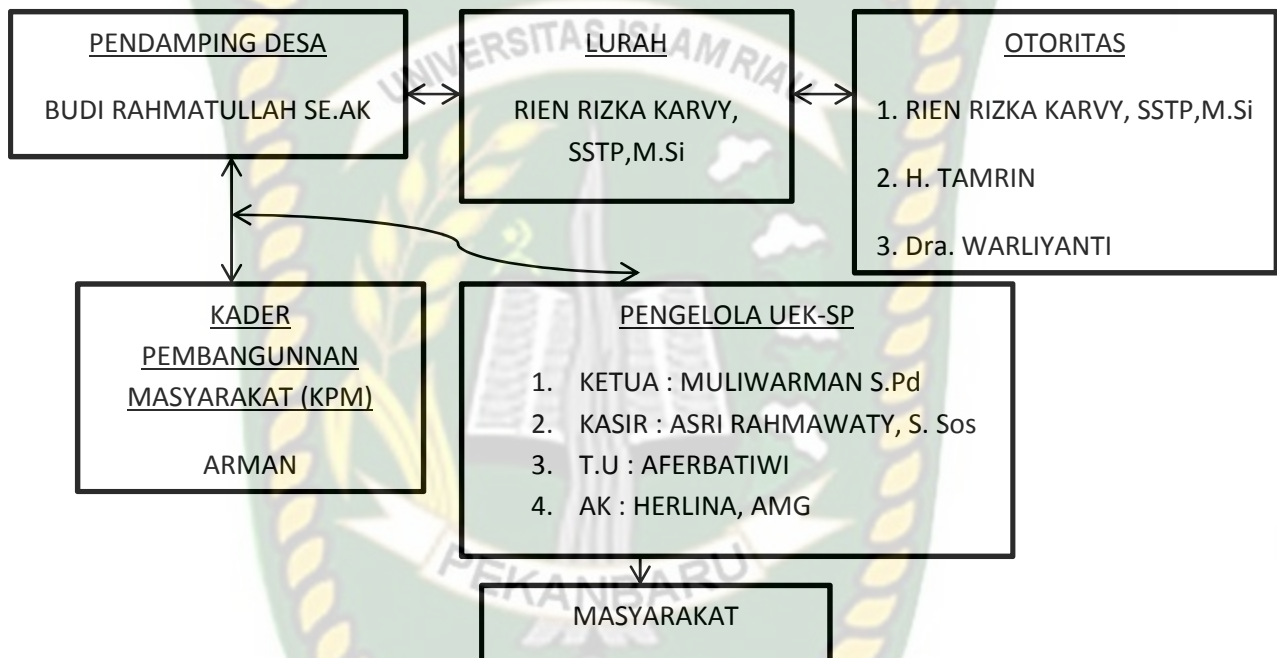 PENDAMPING DESA
BUDI RAHMATULLAH SE.AK
LURAH
RIEN RIZKA KARVY,
SSTP,M.Si
OTORITAS
1. RIEN RIZKA KARVY, SSTP,M.Si
2. H. TAMRIN
3. Dra. WARLIYANTI
KADER
PEMBANGUNNAN
MASYARAKAT (KPM)
ARMAN
PENGELOLA UEK-SP
1. KETUA : MULIWARMAN S.Pd
2. KASIR : ASRI RAHMAWATY, S. Sos
3. T.U : AFERBATIWI
4. AK : HERLINA, AMG
MASYARAKAT
UNIVERSITAS ISLAM RIAU
PEKANBARU